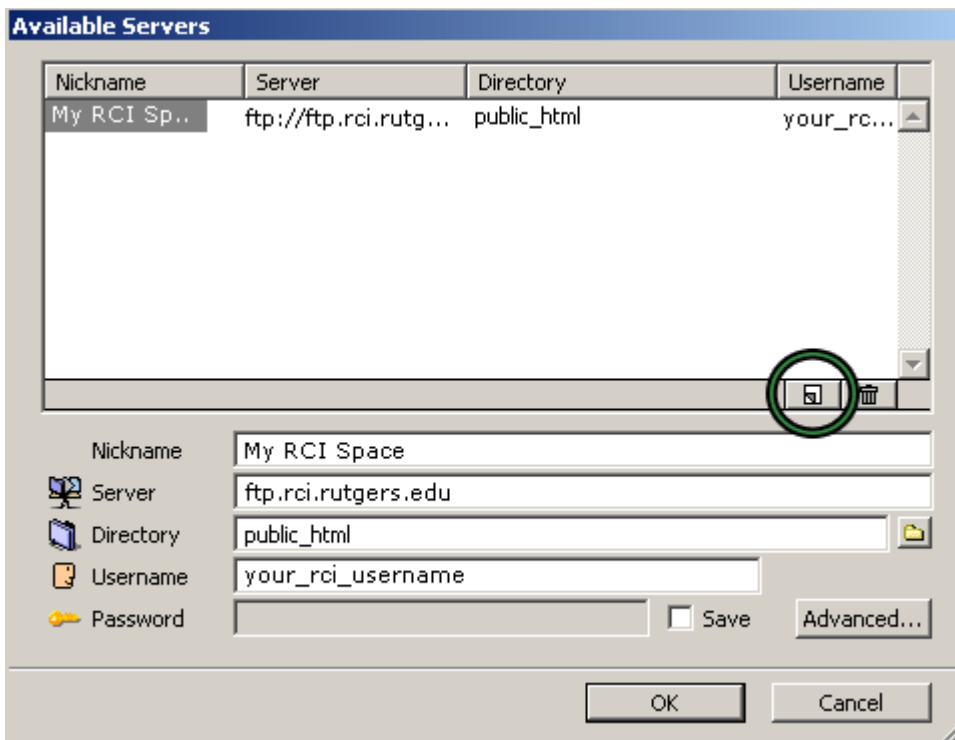 Available Servers
Nickname Server Directory Username
My RCI Sp.. ftp://ftp.rci.rutg... public_html your_rc...
Nickname My RCI Space
Server ftp.rci.rutgers.edu
Directory public_html
Username your_rci_username
Password Save Advanced...
OK Cancel